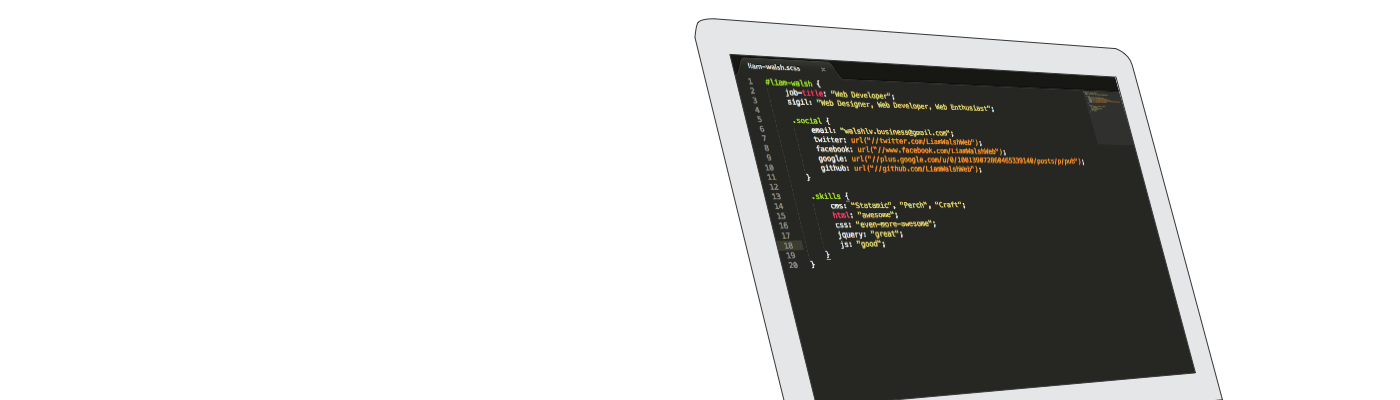 liam-walsh.scss ×
1 #liam-walsh {
2 job-title: "Web Developer";
3 sigil: "Web Designer, Web Developer, Web Enthusiast";
4
5 .social {
6 email: "walshlv.business@gmail.com";
7 twitter: url("//twitter.com/LiamWalshWeb");
8 facebook: url("//www.facebook.com/LiamWalshWeb");
9 google: url("//plus.google.com/u/0/100139872860465339140/posts/p/pub");
10 github: url("//github.com/LiamWalshWeb");
11 }
12
13 .skills {
14 cms: "Statamic", "Perch", "Craft";
15 html: "awesome";
16 css: "even-more-awesome";
17 jquery: "great";
18 js: "good";
19 }
20 }